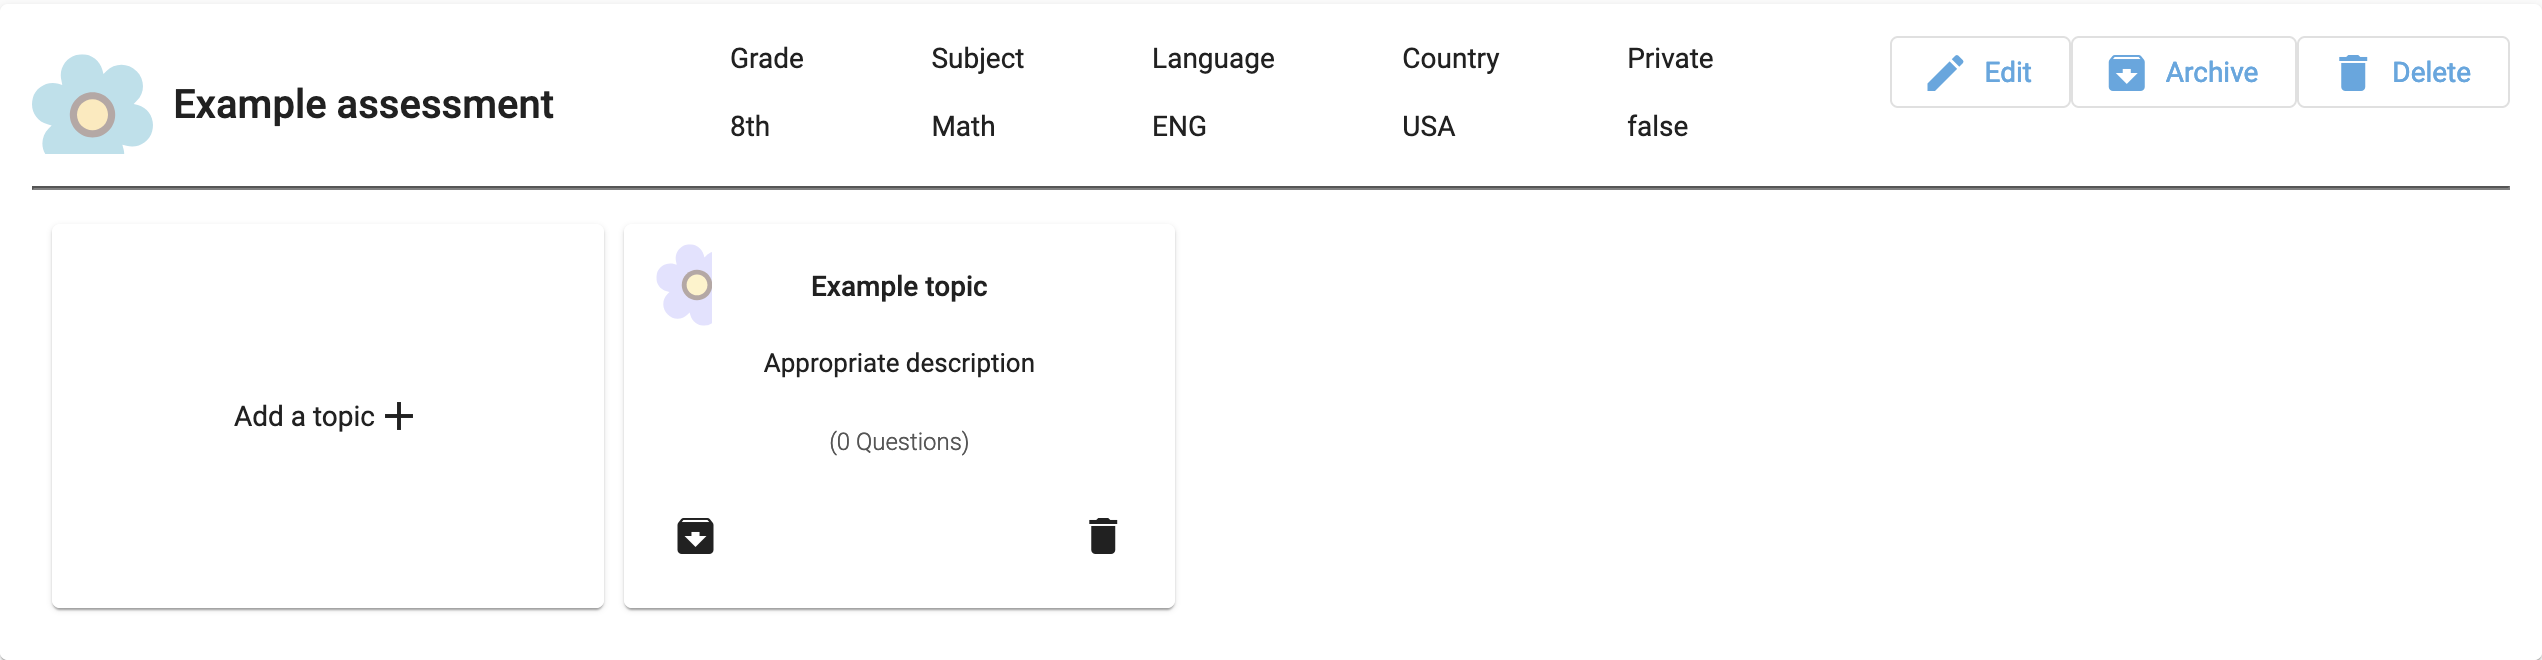 Example assessment
Grade Subject Language Country Private
8th Math ENG USA false
Edit Archive Delete
Add a topic
Example topic
Appropriate description
(0 Questions)